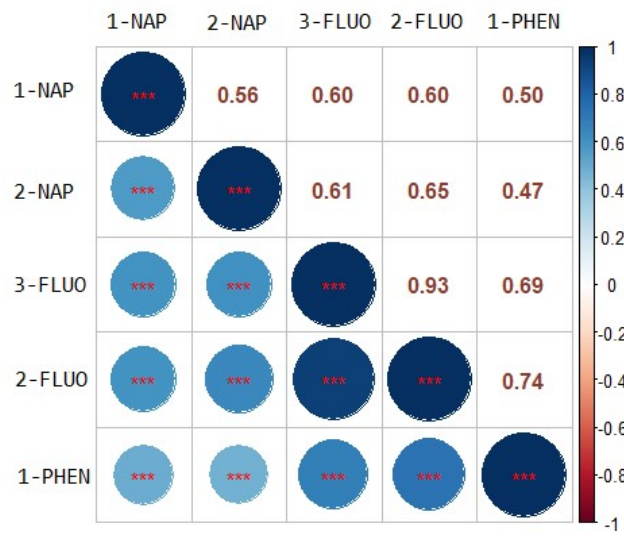 1-NAP 2-NAP 3-FLUO 2-FLUO 1-PHEN
1-NAP *** 0.56 0.60 0.60 0.50
2-NAP *** *** 0.61 0.65 0.47
3-FLUO *** *** *** 0.93 0.69
2-FLUO *** *** *** *** 0.74
1-PHEN *** *** *** *** ***
1
0.8
0.6
0.4
0.2
0
-0.2
-0.4
-0.6
-0.8
-1